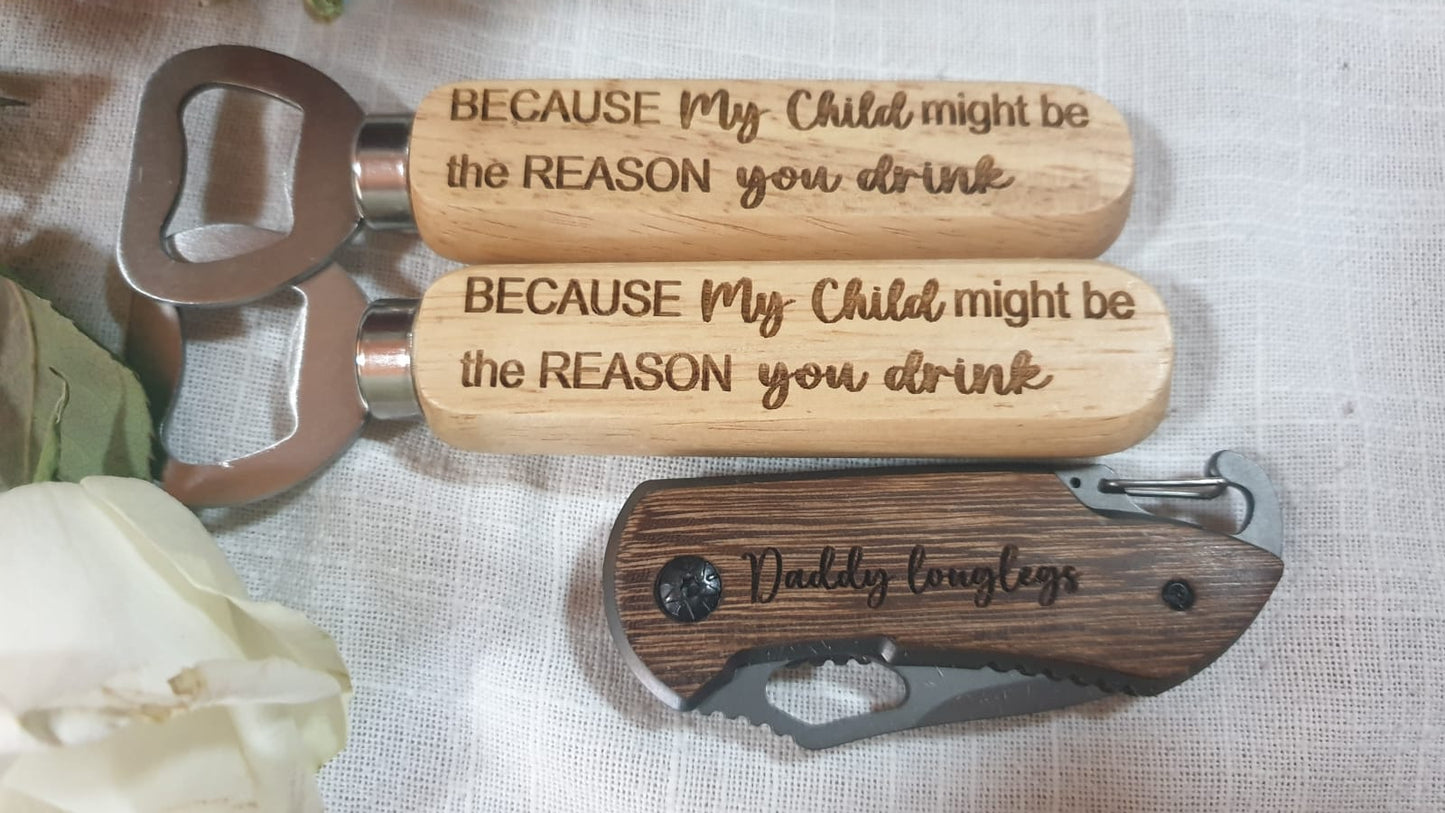 BECAUSE My Child might be
the REASON you drink
BECAUSE My Child might be
the REASON you drink
Daddy longlegs